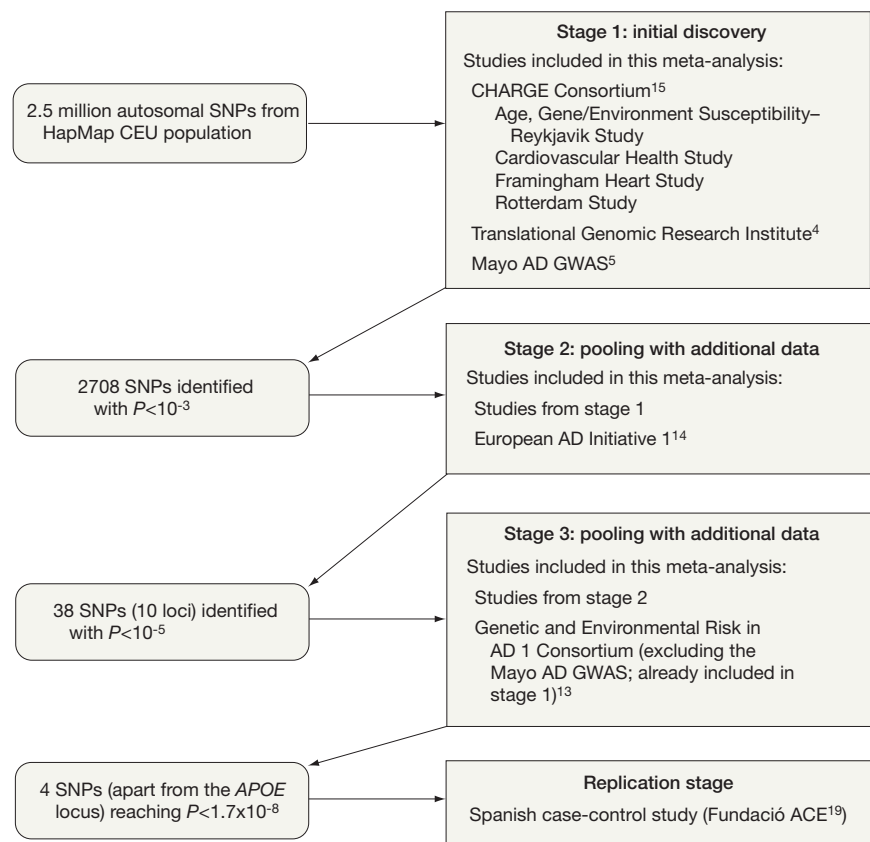 2.5 million autosomal SNPs from
HapMap CEU population
Stage 1: initial discovery
Studies included in this meta-analysis:
CHARGE Consortium15
Age, Gene/Environment Susceptibility–
Reykjavik Study
Cardiovascular Health Study
Framingham Heart Study
Rotterdam Study
Translational Genomic Research Institute4
Mayo AD GWAS5
2708 SNPs identified
with P<10-3
Stage 2: pooling with additional data
Studies included in this meta-analysis:
Studies from stage 1
European AD Initiative 114
38 SNPs (10 loci) identified
with P<10-5
Stage 3: pooling with additional data
Studies included in this meta-analysis:
Studies from stage 2
Genetic and Environmental Risk in
AD 1 Consortium (excluding the
Mayo AD GWAS; already included in
stage 1)13
4 SNPs (apart from the APOE
locus) reaching P<1.7x10-8
Replication stage
Spanish case-control study (Fundació ACE19)